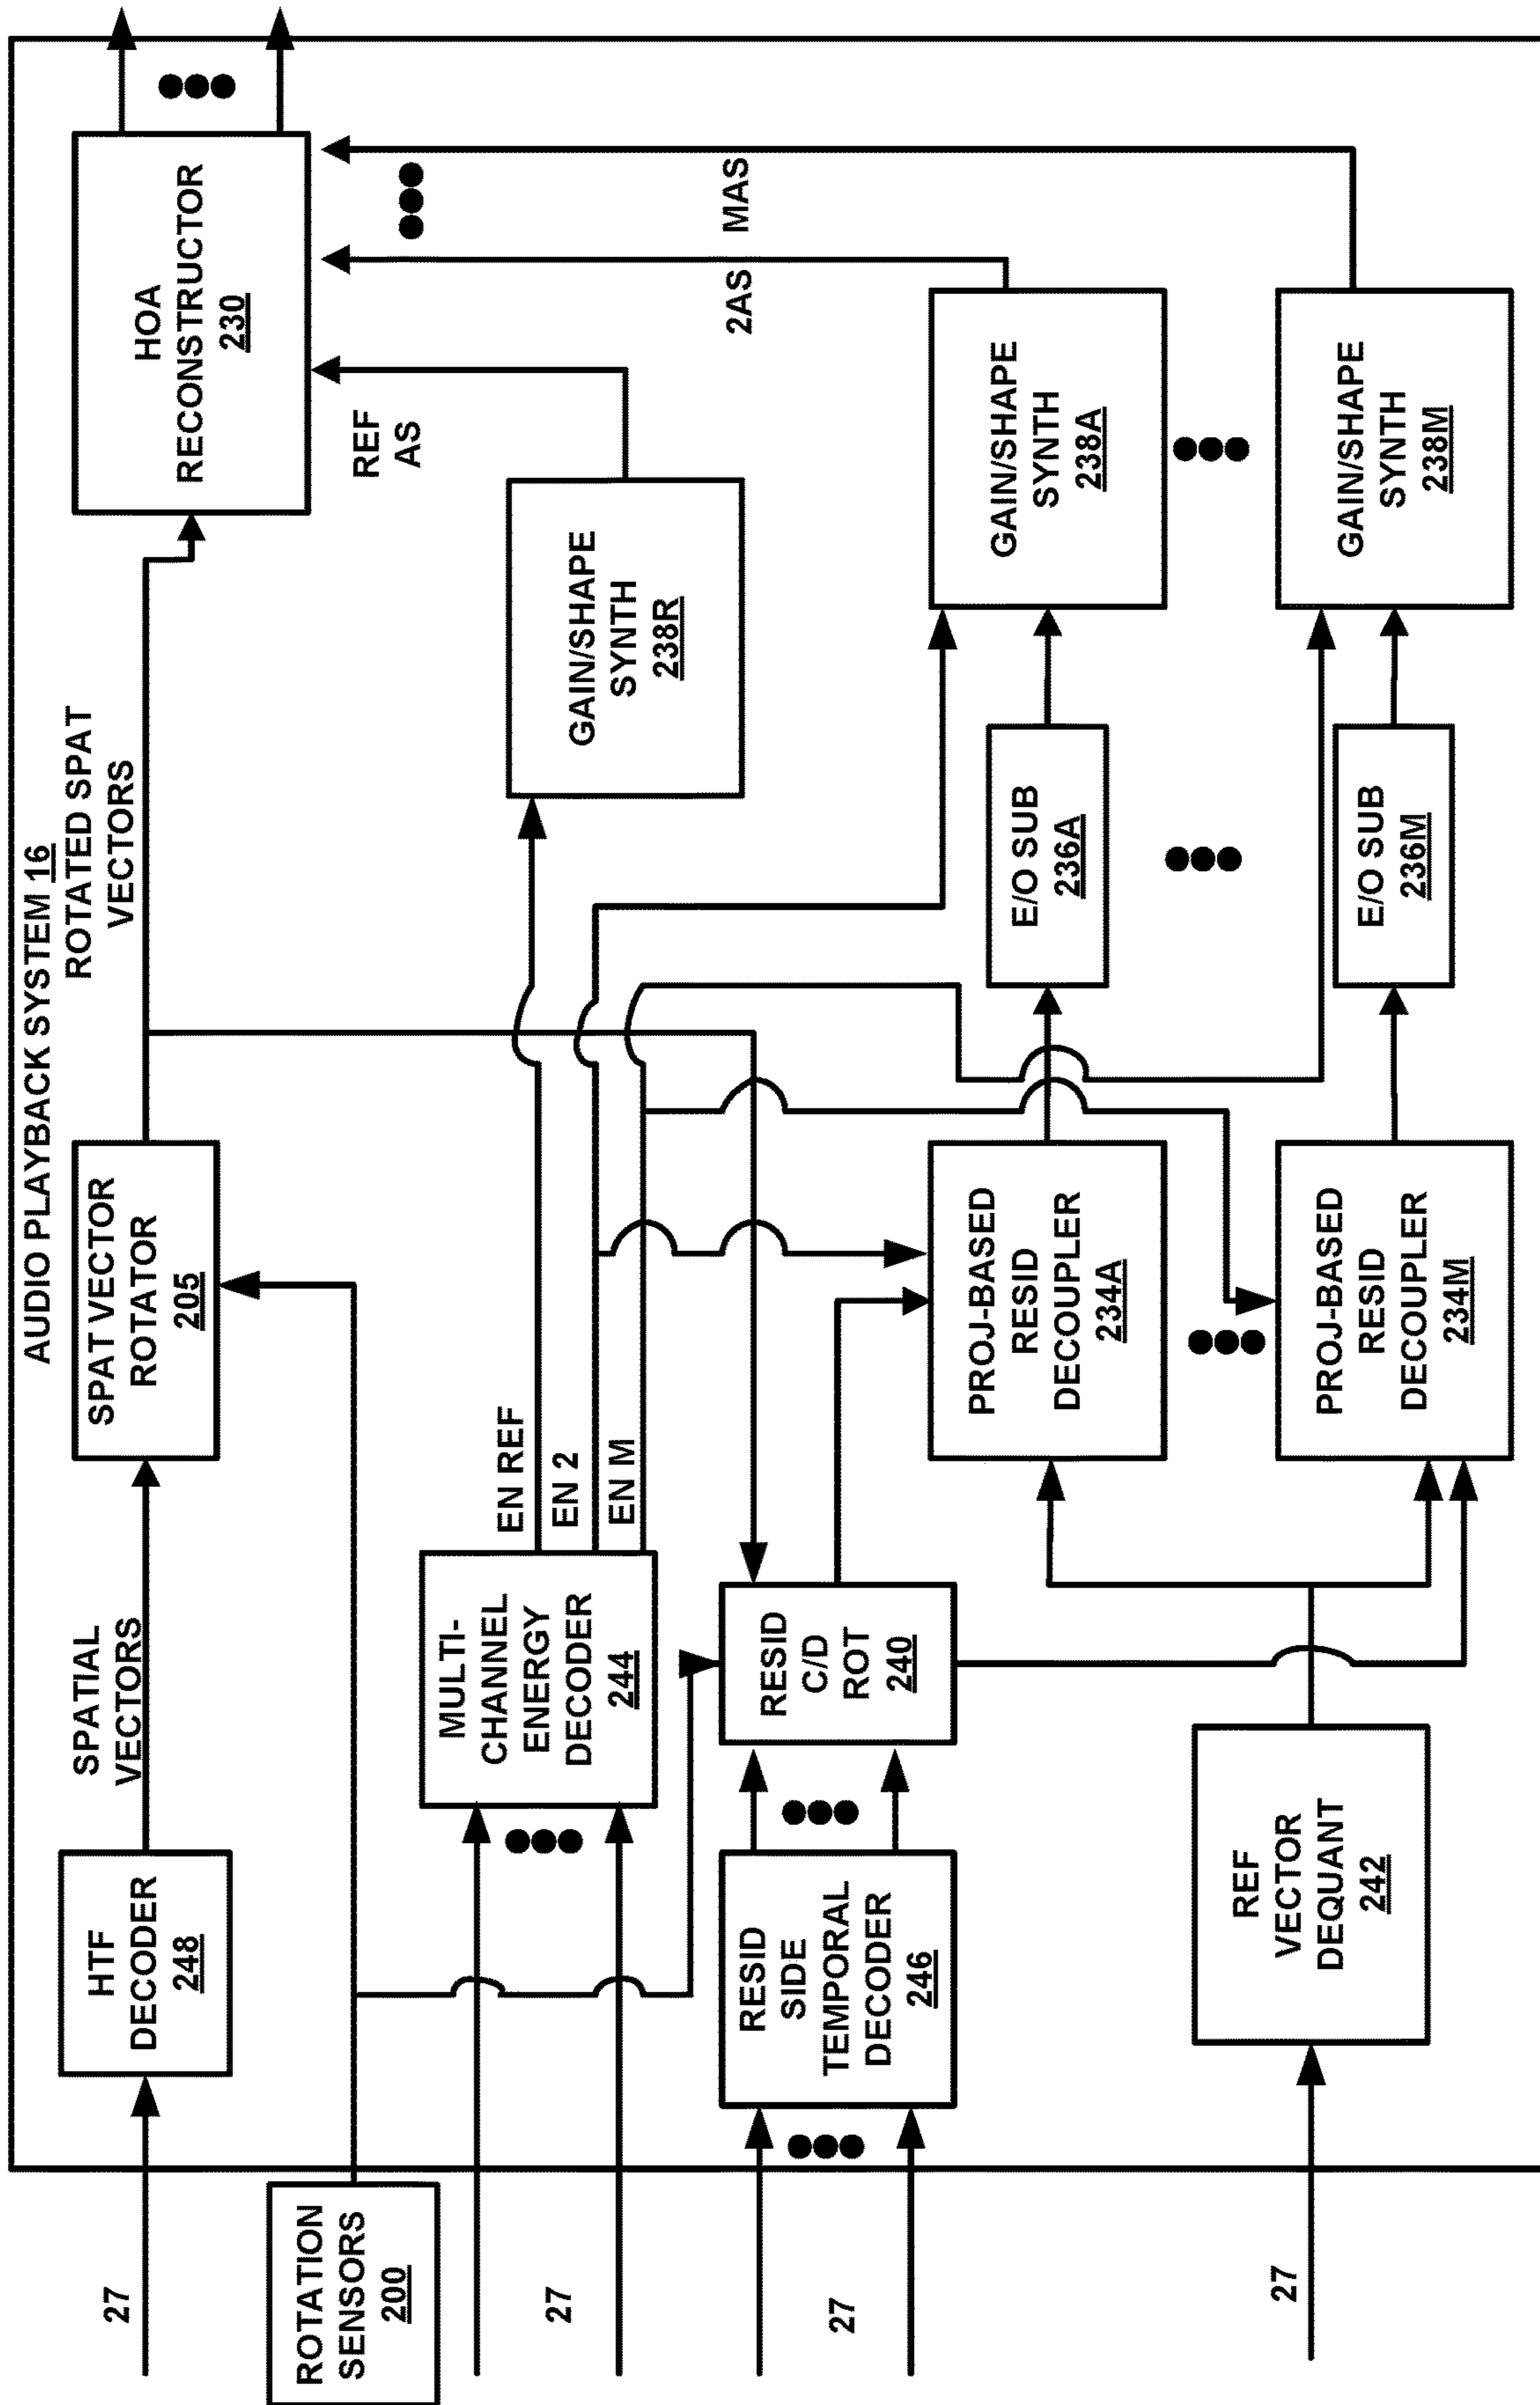 AUDIO PLAYBACK SYSTEM 16
27
HTF
DECODER
248
SPATIAL
VECTORS
SPAT VECTOR
ROTATOR
205
ROTATED SPAT
VECTORS
HOA
RECONSTRUCTOR
230
ROTATION
SENSORS
200
27
MULTI-
CHANNEL
ENERGY
DECODER
244
EN REF
EN 2
EN M
GAIN/SHAPE
SYNTH
238R
REF
AS
2AS
MAS
27
RESID
SIDE
TEMPORAL
DECODER
246
RESID
C/D
ROT
240
PROJ-BASED
RESID
DECOUPLER
234A
E/O SUB
236A
GAIN/SHAPE
SYNTH
238A
27
REF
VECTOR
DEQUANT
242
PROJ-BASED
RESID
DECOUPLER
234M
E/O SUB
236M
GAIN/SHAPE
SYNTH
238M